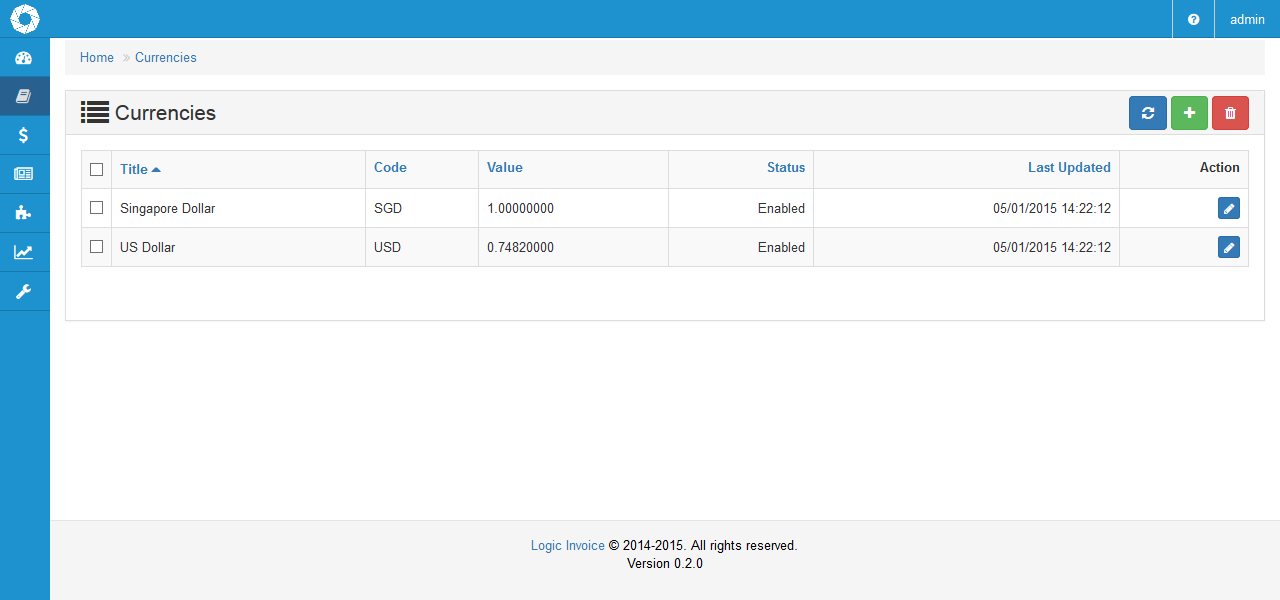 admin
Home » Currencies
Currencies
Title Code Value Status Last Updated Action
Singapore Dollar SGD 1.00000000 Enabled 05/01/2015 14:22:12
US Dollar USD 0.74820000 Enabled 05/01/2015 14:22:12
Logic Invoice © 2014-2015. All rights reserved.
Version 0.2.0